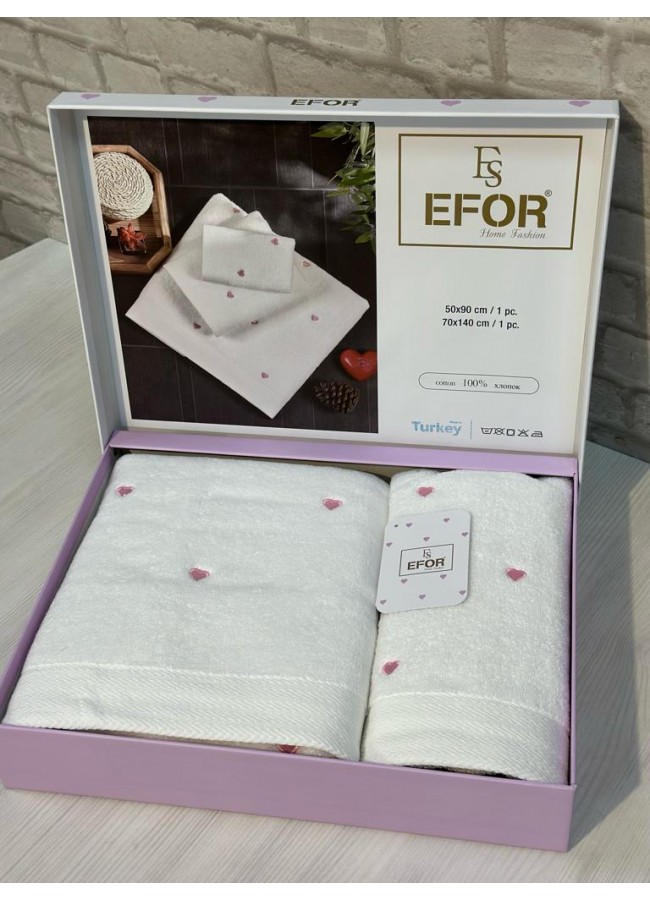 EFOR
ES
EFOR®
Home Fashion
50x90 cm / 1 pc.
70x140 cm / 1 pc.
cotton 100% хлопок
Turkey
ES
EFOR